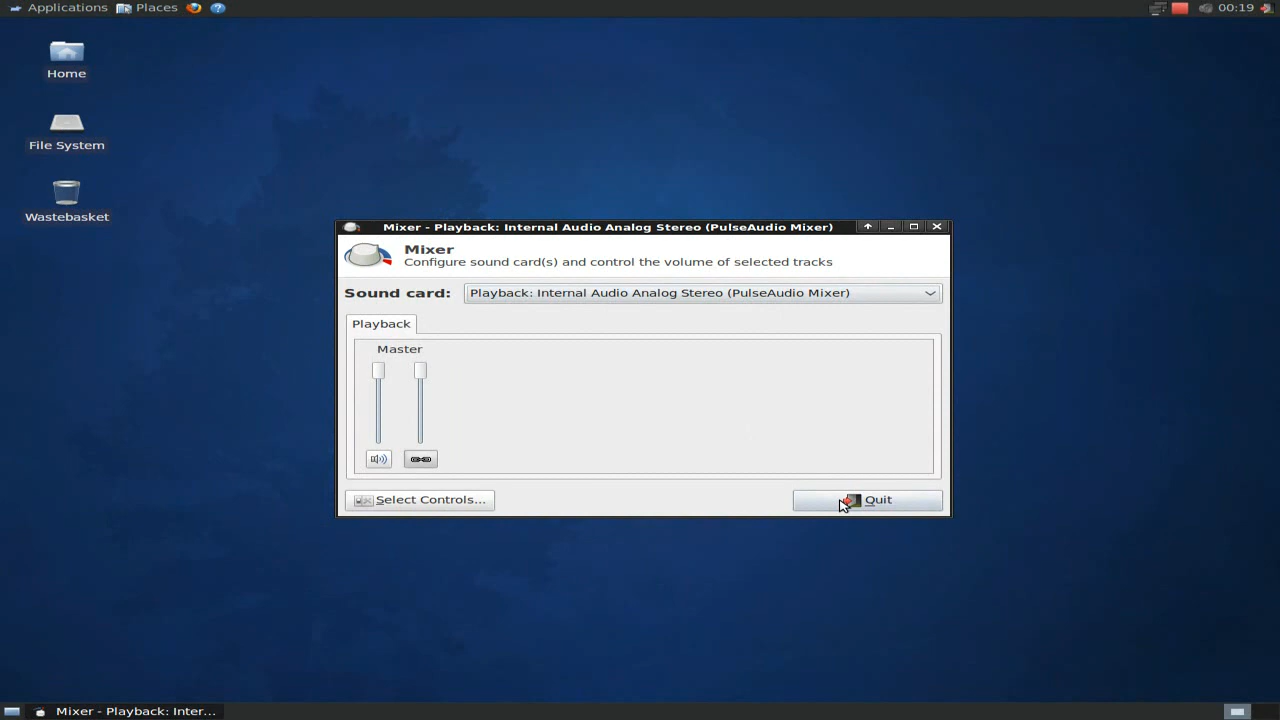 Applications Places 00:19
Home
File System
Wastebasket
Mixer - Playback: Internal Audio Analog Stereo (PulseAudio Mixer)
Mixer
Configure sound card(s) and control the volume of selected tracks
Sound card: Playback: Internal Audio Analog Stereo (PulseAudio Mixer)
Playback
Master
Select Controls... Quit
Mixer - Playback: Inter...